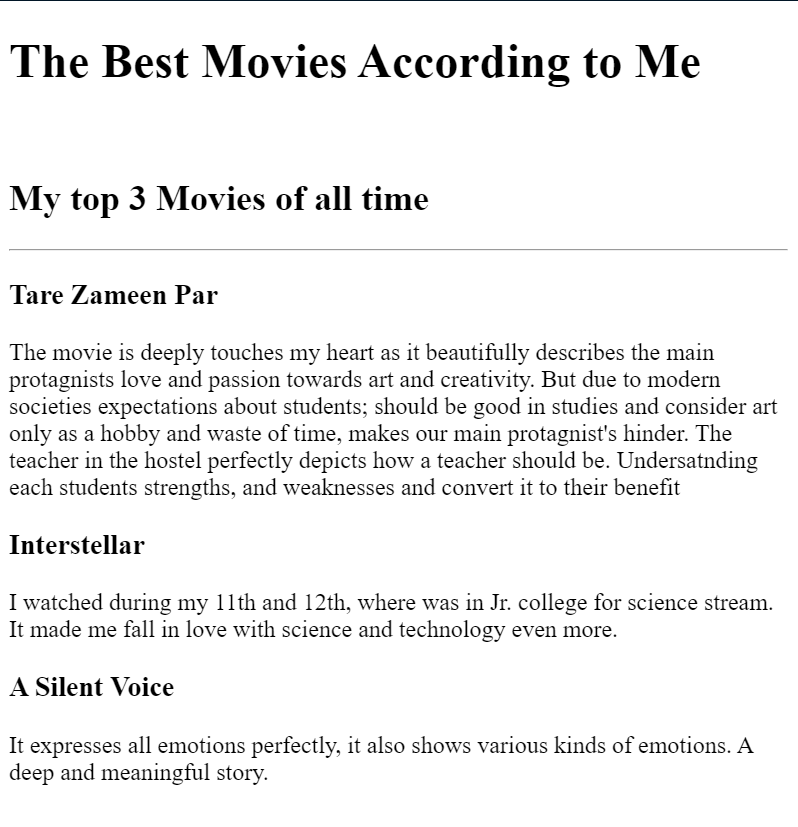 The Best Movies According to Me
My top 3 Movies of all time
Tare Zameen Par
The movie is deeply touches my heart as it beautifully describes the main
protagnists love and passion towards art and creativity. But due to modern
societies expectations about students; should be good in studies and consider art
only as a hobby and waste of time, makes our main protagnist's hinder. The
teacher in the hostel perfectly depicts how a teacher should be. Undersatnding
each students strengths, and weaknesses and convert it to their benefit
Interstellar
I watched during my 11th and 12th, where was in Jr. college for science stream.
It made me fall in love with science and technology even more.
A Silent Voice
It expresses all emotions perfectly, it also shows various kinds of emotions. A
deep and meaningful story.